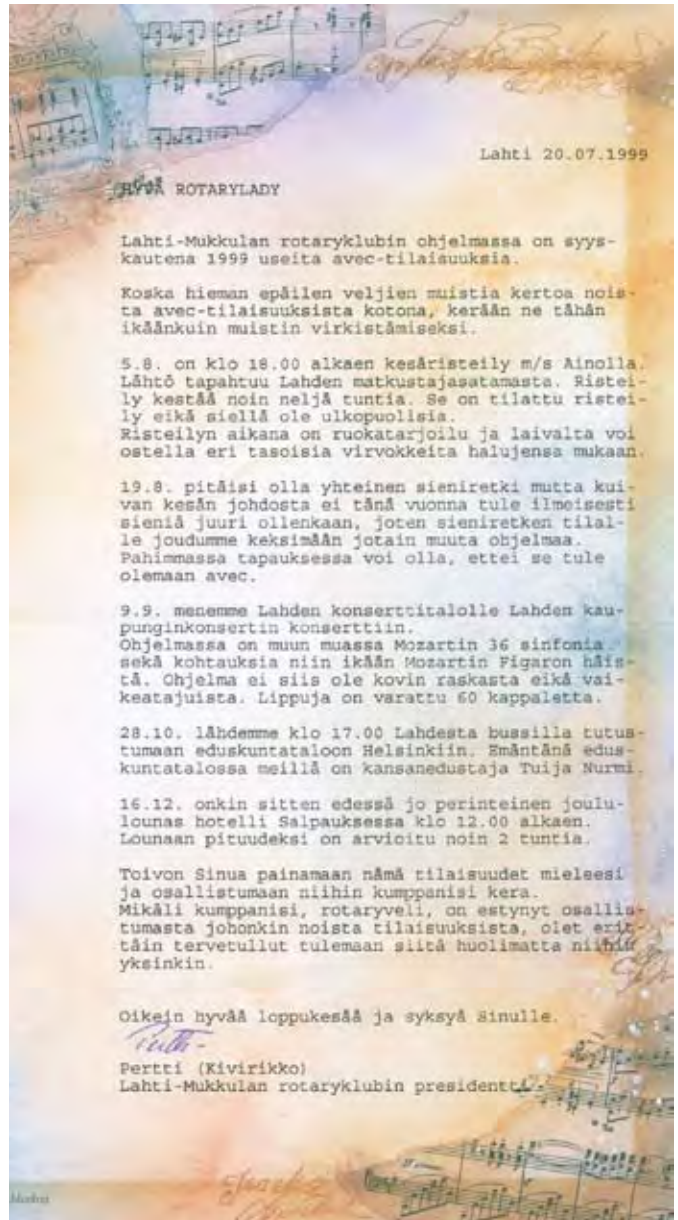 Lahti 20.07.1999
HYVÄ ROTARYLADY
Lahti-Mukkulan rotaryklubin ohjelmassa on syys-
kautena 1999 useita avec-tilaisuuksia.
Koska hieman epäilen veljien muistia kertoa nois-
ta avec-tilaisuuksista kotona, kerään ne tähän
ikäänkuin muistin virkistämiseksi.
5.8. on klo 18.00 alkaen kesäristeily m/s Ainolla.
Lähtö tapahtuu Lahden matkustajasatamasta. Ristei-
ly kestää noin neljä tuntia. Se on tilattu ristei-
ly eikä siellä ole ulkopuolisia.
Risteilyn aikana on ruokatarjoilu ja laivalta voi
ostella eri tasoisia virvokkeita halujensa mukaan.
19.8. pitäisi olla yhteinen sieniretki mutta kui-
van kesän johdosta ei tänä vuonna tule ilmeisesti
sieniä juuri ollenkaan, joten sieniretken tilal-
le joudumme keksimään jotain muuta ohjelmaa.
Pahimmassa tapauksessa voi olla, ettei se tule
olemaan avec.
9.9. menemme Lahden konserttitalolle Lahden kau-
punginkonsertin konserttiin.
Ohjelmassa on muun muassa Mozartin 36 sinfonia
sekä kohtauksia niin ikään Mozartin Figaron häis-
tä. Ohjelma ei siis ole kovin raskasta eikä vai-
keatajuista. Lippuja on varattu 60 kappaletta.
28.10. lähdemme klo 17.00 Lahdesta bussilla tutus-
tumaan eduskuntataloon Helsinkiin. Emäntänä edus-
kuntatalossa meillä on kansanedustaja Tuija Nurmi.
16.12. onkin sitten edessä jo perinteinen joulu-
lounas hotelli Salpauksessa klo 12.00 alkaen.
Lounaan pituudeksi on arvioitu noin 2 tuntia.
Toivon Sinua painamaan nämä tilaisuudet mieleesi
ja osallistumaan niihin kumppanisi kera.
Mikäli kumppanisi, rotaryveli, on estynyt osallis-
tumasta johonkin noista tilaisuuksista, olet erit-
täin tervetullut tulemaan siitä huolimatta niihin
yksinkin.
Oikein hyvää loppukesää ja syksyä Sinulle.
Pertti (Kivirikko)
Lahti-Mukkulan rotaryklubin presidentti